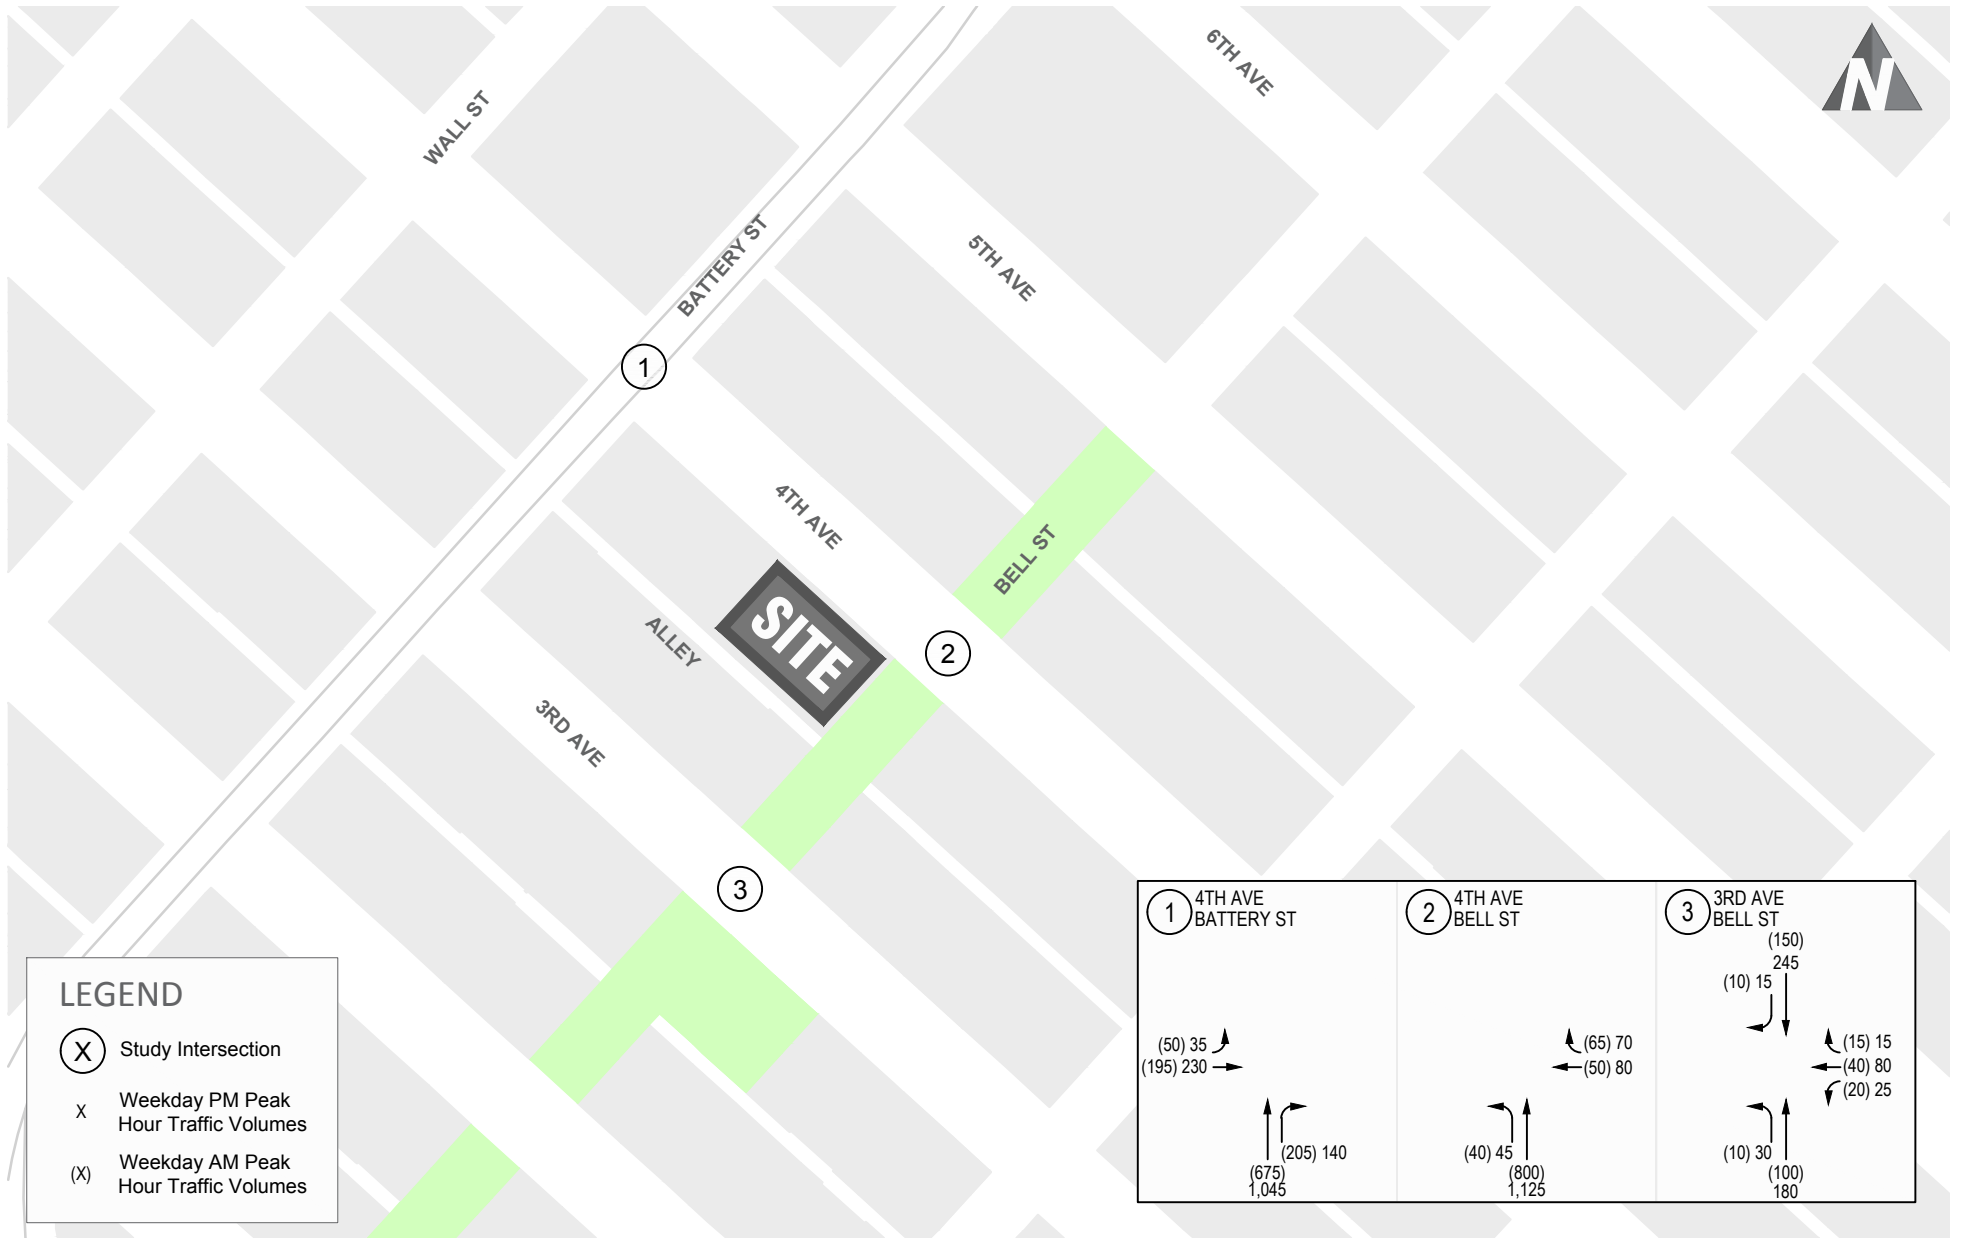 6TH AVE
N
WALL ST
BATTERY ST
5TH AVE
1
4TH AVE
BELL ST
SITE
ALLEY
2
3RD AVE
3
LEGEND
X Study Intersection
X Weekday PM Peak
Hour Traffic Volumes
(X) Weekday AM Peak
Hour Traffic Volumes
1 4TH AVE
BATTERY ST
(50) 35
(195) 230
(205) 140
(675)
1,045
2 4TH AVE
BELL ST
(65) 70
(50) 80
(40) 45
(800)
1,125
3 3RD AVE
BELL ST
(150)
245
(10) 15
(15) 15
(40) 80
(20) 25
(10) 30
(100)
180